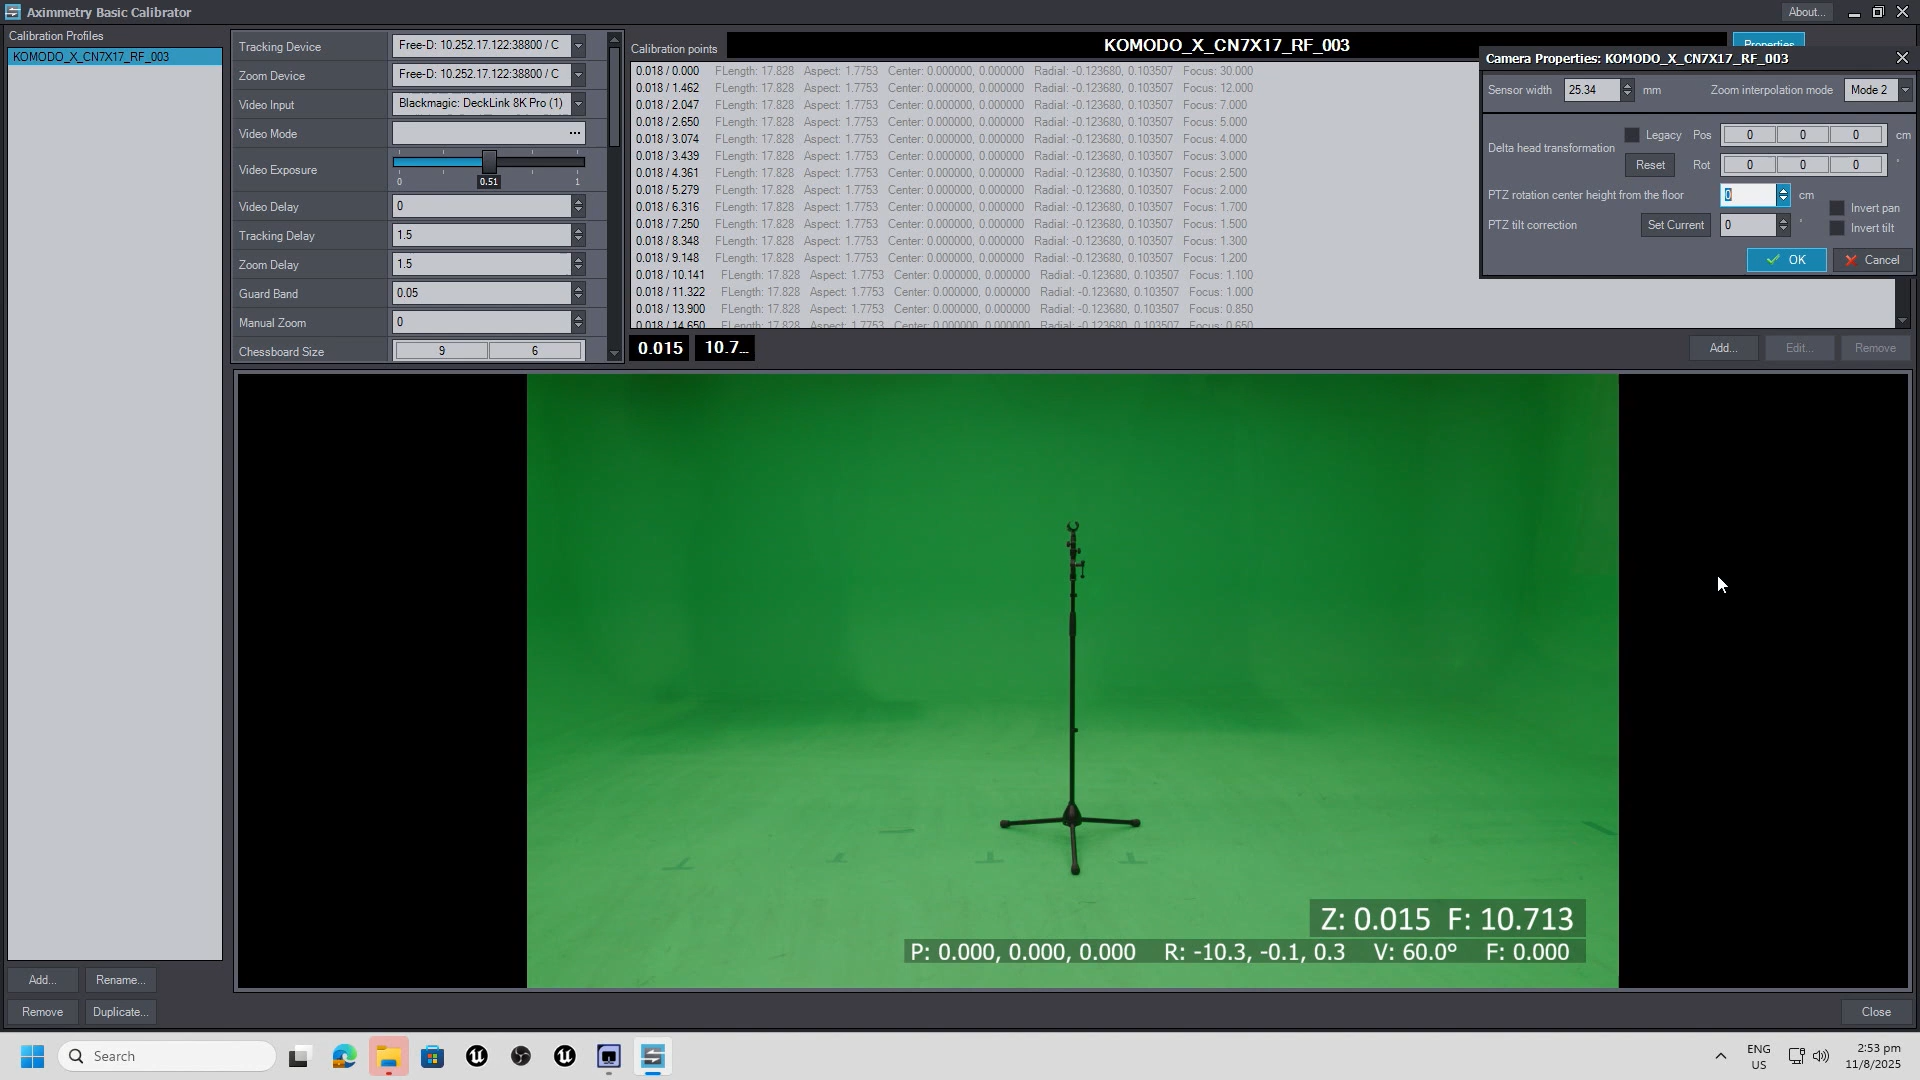 Aximmetry Basic Calibrator
About...
Calibration Profiles
KOMODO_X_CN7X17_RF_003
Tracking Device
Free-D: 10.252.17.122:38800 / C
Zoom Device
Free-D: 10.252.17.122:38800 / C
Video Input
Blackmagic: DeckLink 8K Pro (1)
Video Mode
...
Video Exposure
0
0.51
1
Video Delay
0
Tracking Delay
1.5
Zoom Delay
1.5
Guard Band
0.05
Manual Zoom
0
Chessboard Size
9 6
Calibration points
KOMODO_X_CN7X17_RF_003
Properties
0.018 / 0.000 FLength: 17.828 Aspect: 1.7753 Center: 0.000000, 0.000000 Radial: -0.123680, 0.103507 Focus: 30.000
0.018 / 1.462 FLength: 17.828 Aspect: 1.7753 Center: 0.000000, 0.000000 Radial: -0.123680, 0.103507 Focus: 12.000
0.018 / 2.047 FLength: 17.828 Aspect: 1.7753 Center: 0.000000, 0.000000 Radial: -0.123680, 0.103507 Focus: 7.000
0.018 / 2.650 FLength: 17.828 Aspect: 1.7753 Center: 0.000000, 0.000000 Radial: -0.123680, 0.103507 Focus: 5.000
0.018 / 3.074 FLength: 17.828 Aspect: 1.7753 Center: 0.000000, 0.000000 Radial: -0.123680, 0.103507 Focus: 4.000
0.018 / 3.439 FLength: 17.828 Aspect: 1.7753 Center: 0.000000, 0.000000 Radial: -0.123680, 0.103507 Focus: 3.000
0.018 / 4.361 FLength: 17.828 Aspect: 1.7753 Center: 0.000000, 0.000000 Radial: -0.123680, 0.103507 Focus: 2.500
0.018 / 5.279 FLength: 17.828 Aspect: 1.7753 Center: 0.000000, 0.000000 Radial: -0.123680, 0.103507 Focus: 2.000
0.018 / 6.316 FLength: 17.828 Aspect: 1.7753 Center: 0.000000, 0.000000 Radial: -0.123680, 0.103507 Focus: 1.700
0.018 / 7.250 FLength: 17.828 Aspect: 1.7753 Center: 0.000000, 0.000000 Radial: -0.123680, 0.103507 Focus: 1.500
0.018 / 8.348 FLength: 17.828 Aspect: 1.7753 Center: 0.000000, 0.000000 Radial: -0.123680, 0.103507 Focus: 1.300
0.018 / 9.148 FLength: 17.828 Aspect: 1.7753 Center: 0.000000, 0.000000 Radial: -0.123680, 0.103507 Focus: 1.200
0.018 / 10.141 FLength: 17.828 Aspect: 1.7753 Center: 0.000000, 0.000000 Radial: -0.123680, 0.103507 Focus: 1.100
0.018 / 11.322 FLength: 17.828 Aspect: 1.7753 Center: 0.000000, 0.000000 Radial: -0.123680, 0.103507 Focus: 1.000
0.018 / 13.900 FLength: 17.828 Aspect: 1.7753 Center: 0.000000, 0.000000 Radial: -0.123680, 0.103507 Focus: 0.850
0.018 / 14.650 FLength: 17.828 Aspect: 1.7753 Center: 0.000000, 0.000000 Radial: -0.123680, 0.103507 Focus: 0.650
0.015 10.7...
Add... Edit... Remove
Camera Properties: KOMODO_X_CN7X17_RF_003
Sensor width 25.34 mm Zoom interpolation mode Mode 2
Delta head transformation
Legacy Pos 0 0 0 cm
Reset Rot 0 0 0 °
PTZ rotation center height from the floor 0 cm
PTZ tilt correction Set Current 0 °
Invert pan
Invert tilt
OK Cancel
Z: 0.015 F: 10.713
P: 0.000, 0.000, 0.000 R: -10.3, -0.1, 0.3 V: 60.0° F: 0.000
Add... Rename...
Remove Duplicate...
Close
Search
ENG
US
2:53 pm
11/8/2025